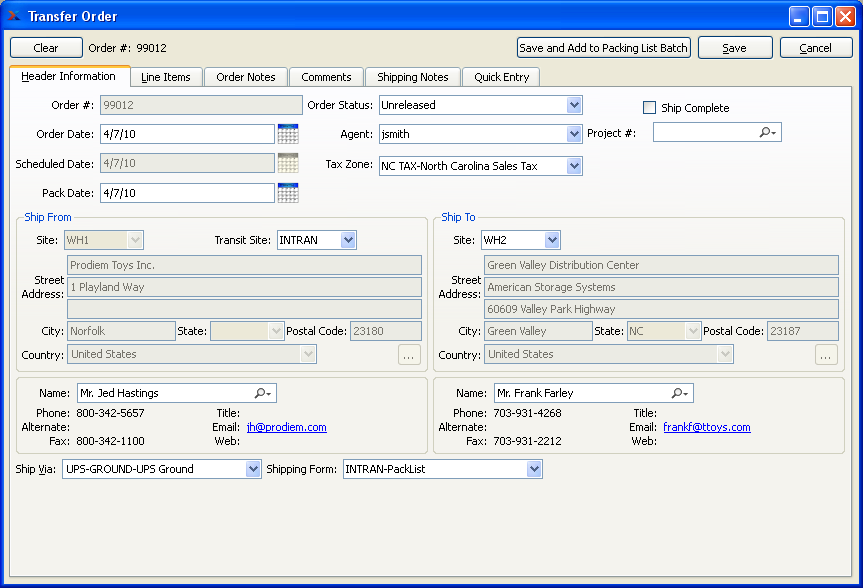 Transfer Order
Clear Order #: 99012 Save and Add to Packing List Batch Save Cancel
Header Information Line Items Order Notes Comments Shipping Notes Quick Entry
Order #: 99012 Order Status: Unreleased Ship Complete
Order Date: 4/7/10 Agent: jsmith Project #:
Scheduled Date: 4/7/10 Tax Zone: NC TAX-North Carolina Sales Tax
Pack Date: 4/7/10
Ship From
Site: WH1 Transit Site: INTRAN
Prodiem Toys Inc.
Street Address: 1 Playland Way
City: Norfolk State: Postal Code: 23180
Country: United States ...
Name: Mr. Jed Hastings
Phone: 800-342-5657 Title:
Alternate: Email: jh@prodiem.com
Fax: 800-342-1100 Web:
Ship To
Site: WH2
Green Valley Distribution Center
Street Address: American Storage Systems
60609 Valley Park Highway
City: Green Valley State: NC Postal Code: 23187
Country: United States ...
Name: Mr. Frank Farley
Phone: 703-931-4268 Title:
Alternate: Email: frankf@ttoys.com
Fax: 703-931-2212 Web:
Ship Via: UPS-GROUND-UPS Ground Shipping Form: INTRAN-PackList